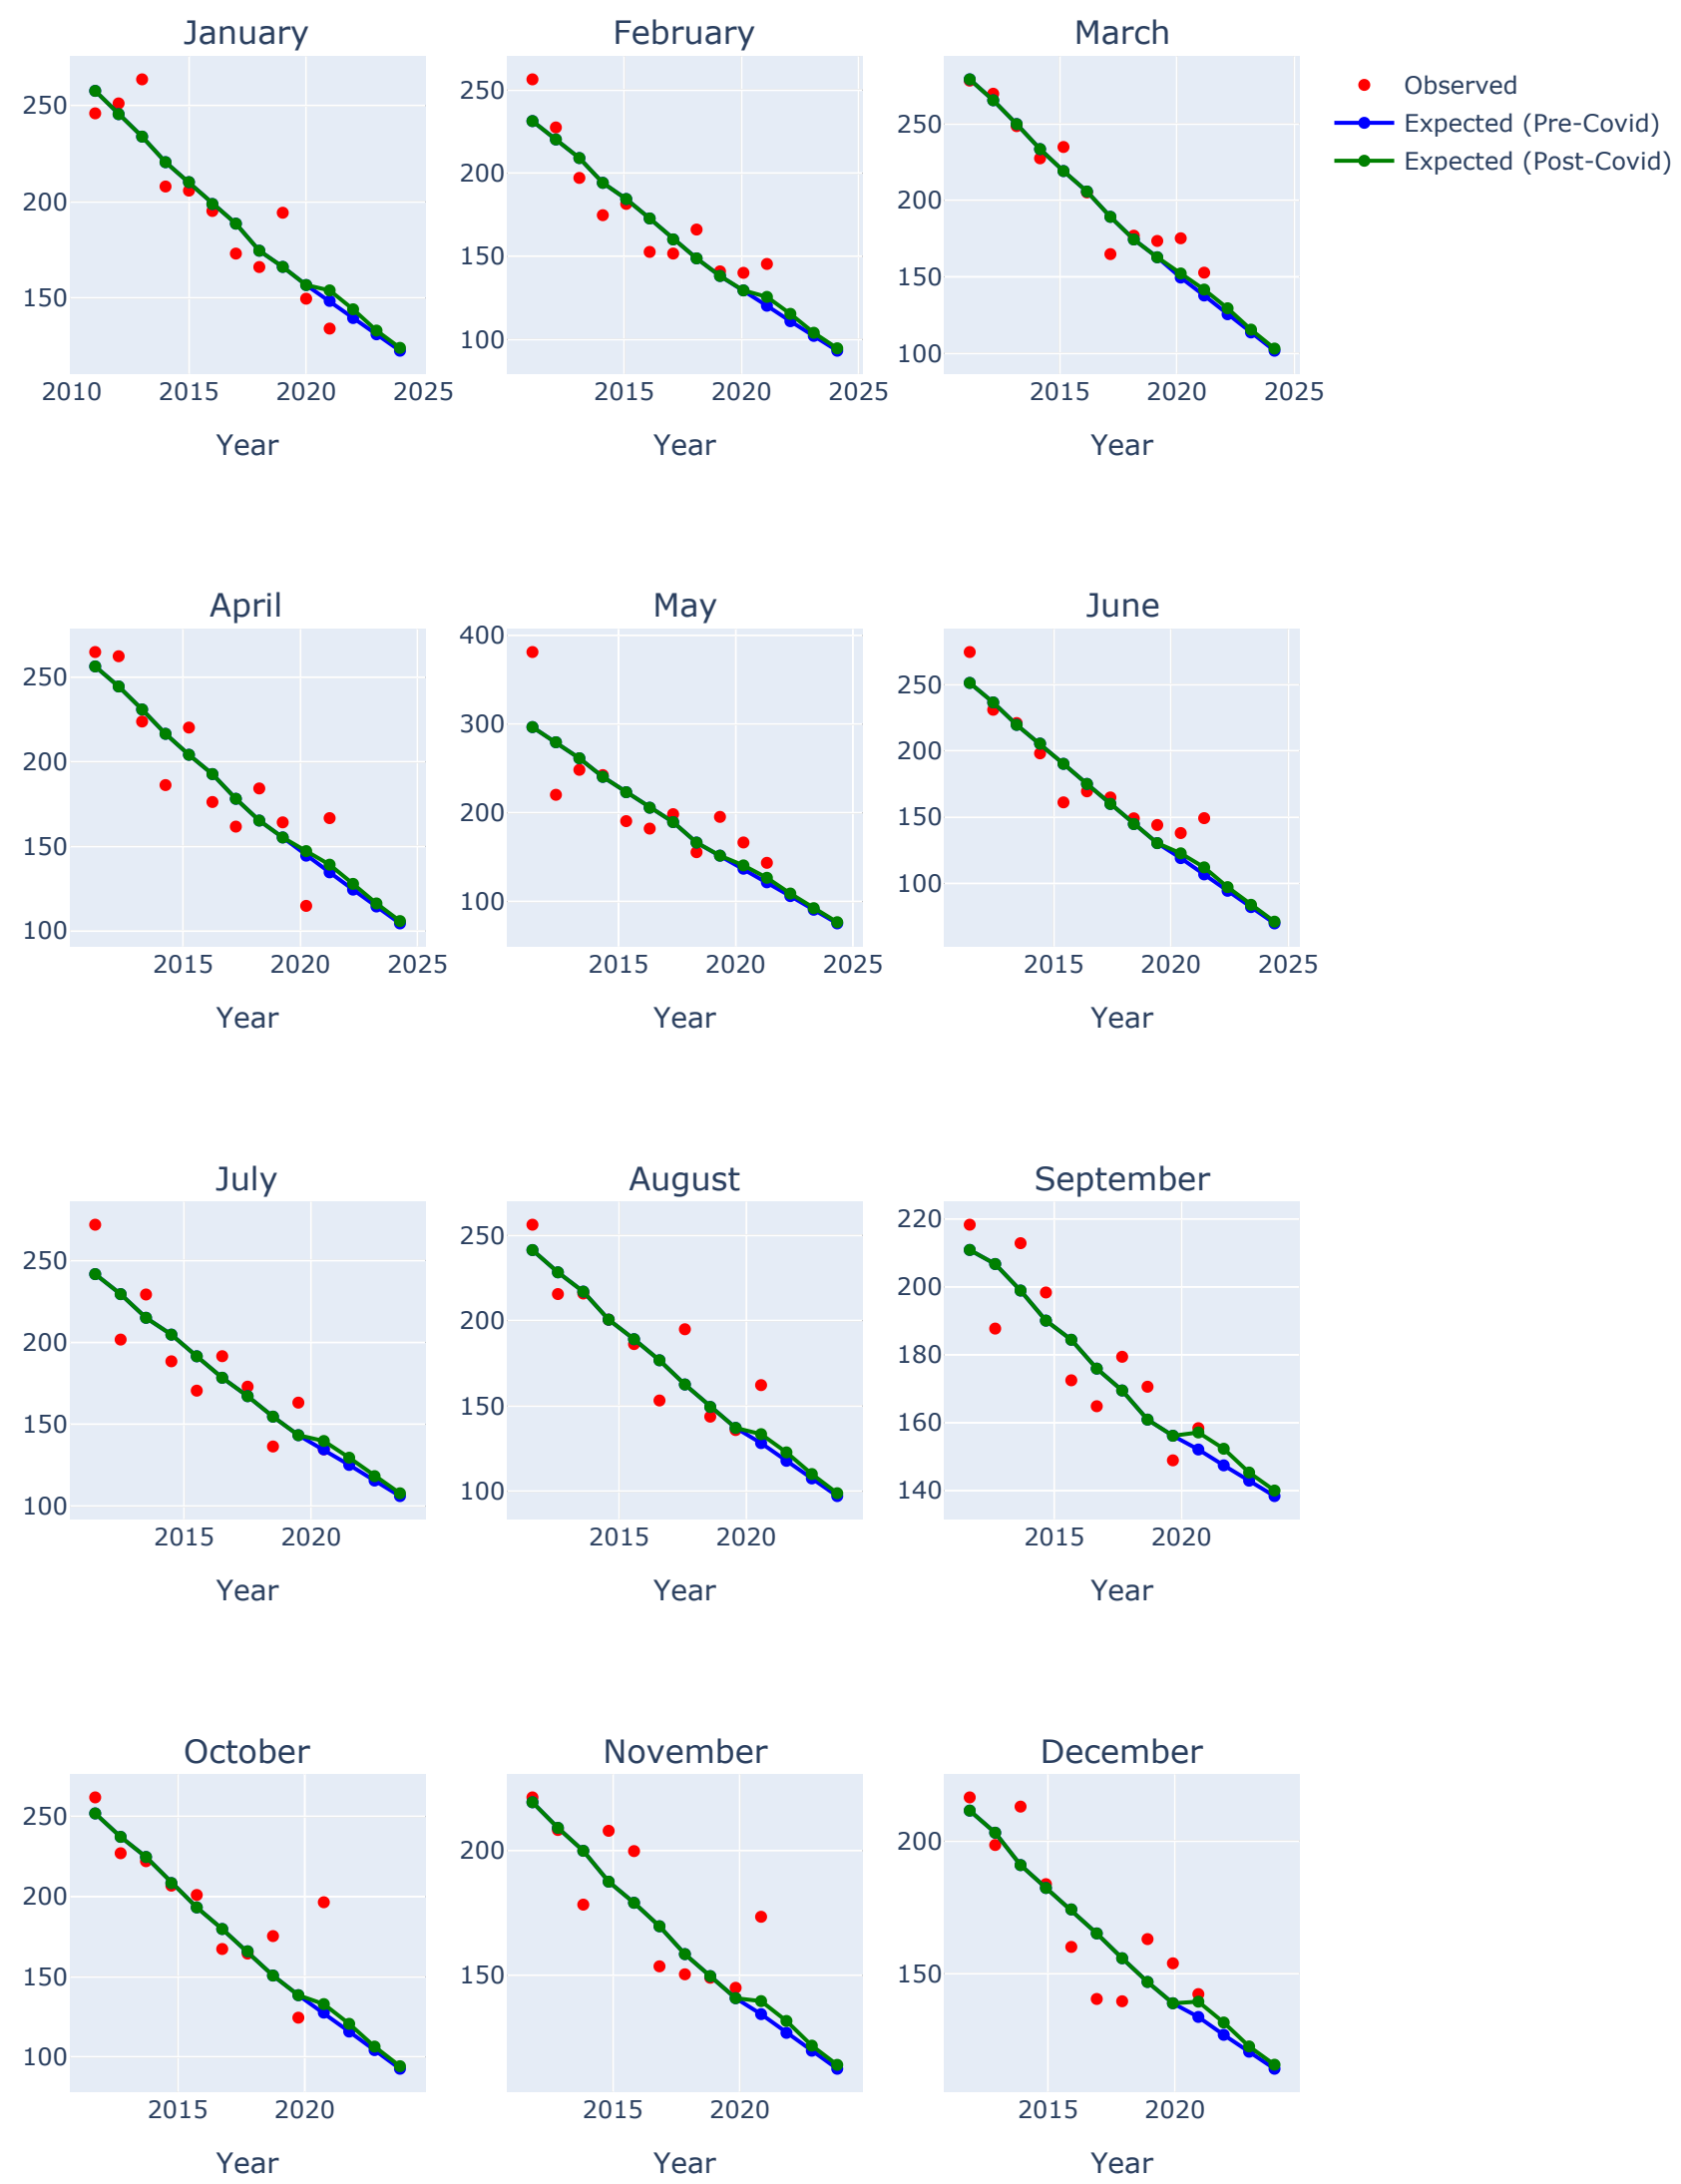 January February March
Observed
Expected (Pre-Covid)
Expected (Post-Covid)
250
200
150
2010 2015 2020 2025
Year
250
200
150
100
2015 2020 2025
Year
250
200
150
100
2015 2020 2025
Year
April May June
250
200
150
100
2015 2020 2025
Year
400
300
200
100
2015 2020 2025
Year
250
200
150
100
2015 2020 2025
Year
July August September
250
200
150
100
2015 2020
Year
250
200
150
100
2015 2020
Year
220
200
180
160
140
2015 2020
Year
October November December
250
200
150
100
2015 2020
Year
200
150
2015 2020
Year
200
150
2015 2020
Year